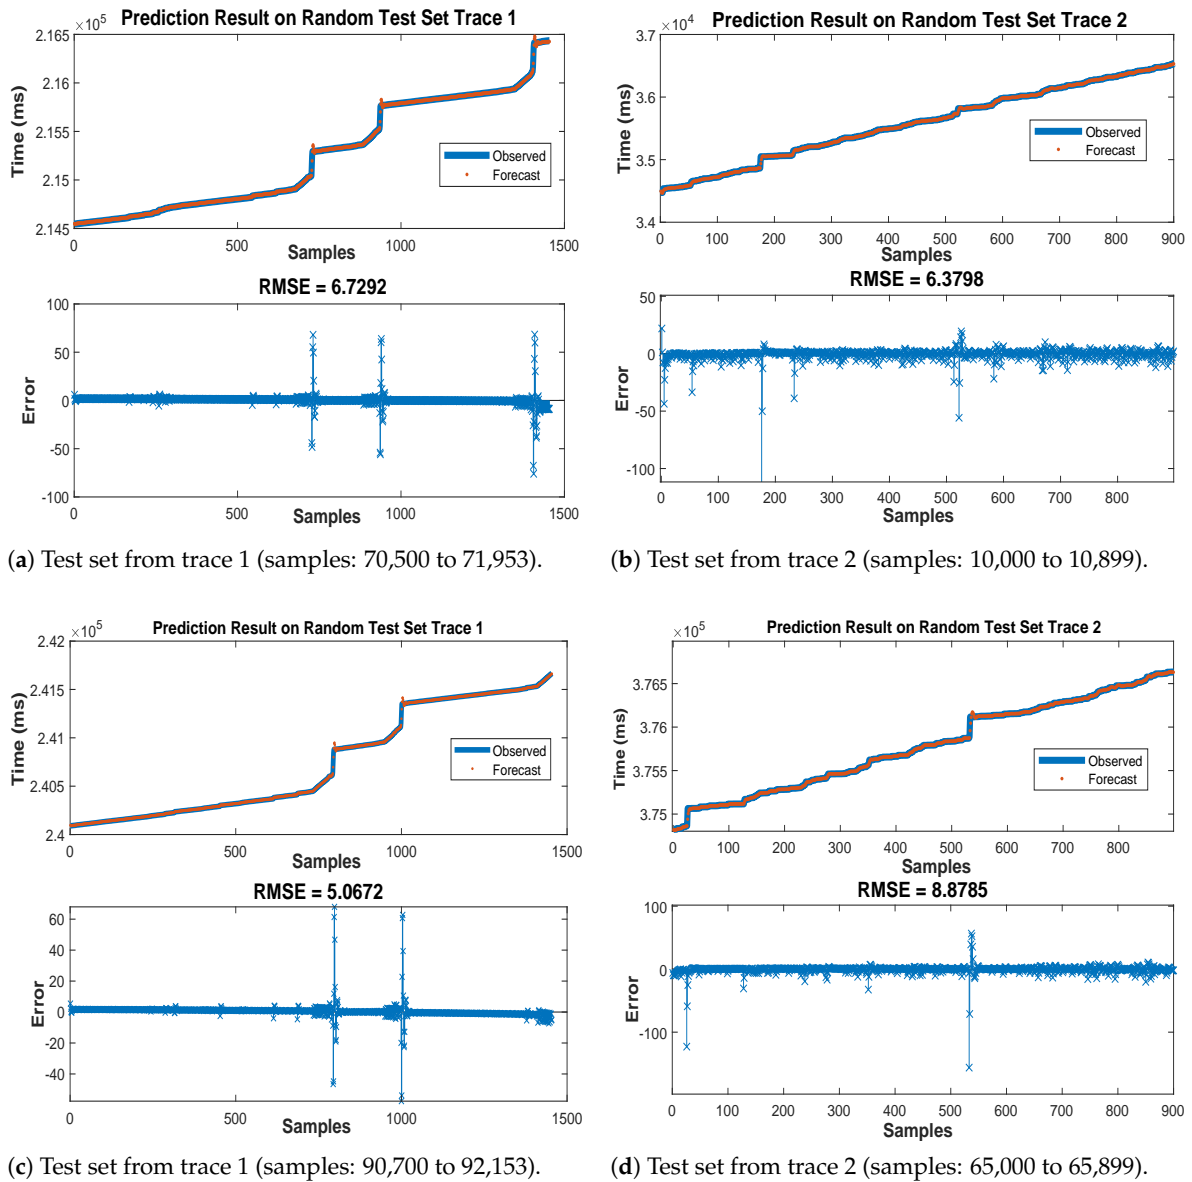 Prediction Result on Random Test Set Trace 1
×10⁵
2.165
2.16
2.155
2.15
2.145
Time (ms)
Observed
Forecast
0 500 1000 1500
Samples
RMSE = 6.7292
100
50
0
-50
-100
Error
0 500 1000 1500
Samples
(a) Test set from trace 1 (samples: 70,500 to 71,953).
Prediction Result on Random Test Set Trace 2
×10⁴
3.7
3.6
3.5
3.4
Time (ms)
Observed
Forecast
0 100 200 300 400 500 600 700 800 900
Samples
RMSE = 6.3798
50
0
-50
-100
Error
0 100 200 300 400 500 600 700 800
Samples
(b) Test set from trace 2 (samples: 10,000 to 10,899).
Prediction Result on Random Test Set Trace 1
×10⁵
2.42
2.415
2.41
2.405
2.4
Time (ms)
Observed
Forecast
0 500 1000 1500
Samples
RMSE = 5.0672
60
40
20
0
-20
-40
Error
0 500 1000 1500
Samples
(c) Test set from trace 1 (samples: 90,700 to 92,153).
Prediction Result on Random Test Set Trace 2
×10⁵
3.765
3.76
3.755
3.75
Time (ms)
Observed
Forecast
0 100 200 300 400 500 600 700 800
Samples
RMSE = 8.8785
100
0
-100
Error
0 100 200 300 400 500 600 700 800 900
Samples
(d) Test set from trace 2 (samples: 65,000 to 65,899).